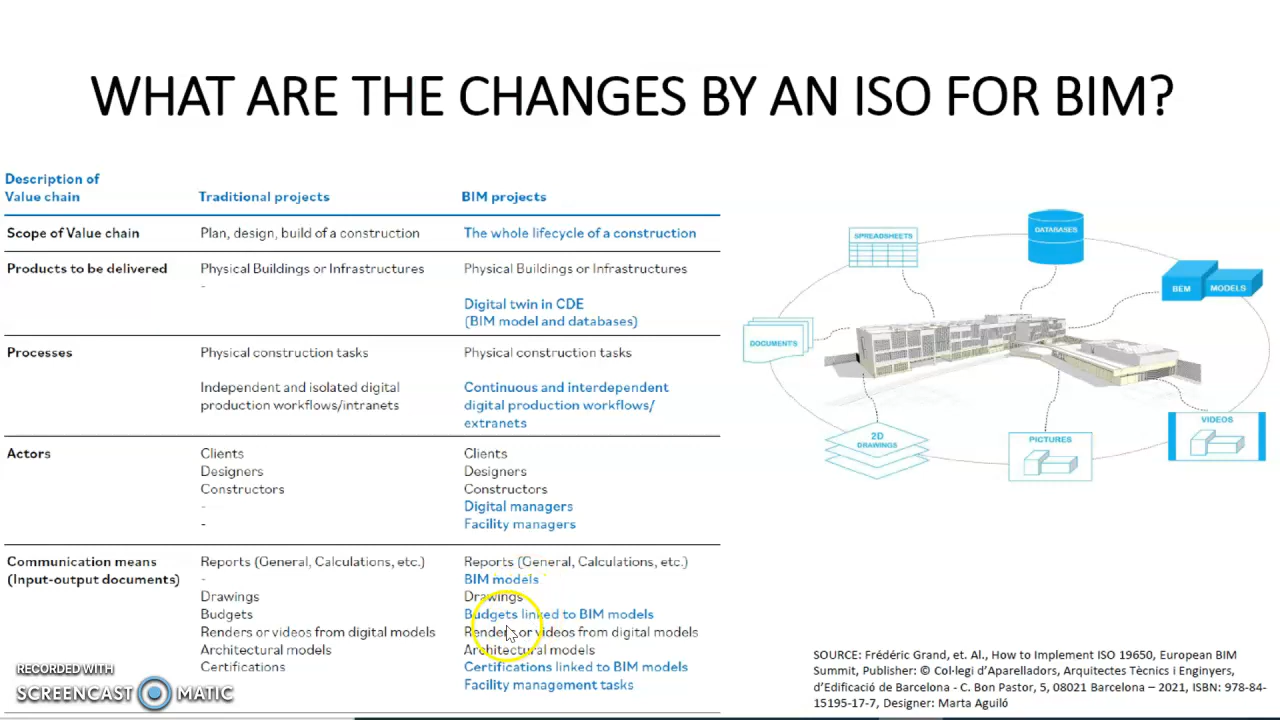 WHAT ARE THE CHANGES BY AN ISO FOR BIM?
Description of
Value chain
Traditional projects
BIM projects
Scope of Value chain
Plan, design, build of a construction
The whole lifecycle of a construction
Products to be delivered
Physical Buildings or Infrastructures
-
Physical Buildings or Infrastructures
Digital twin in CDE
(BIM model and databases)
Processes
Physical construction tasks
Independent and isolated digital
production workflows/intranets
Physical construction tasks
Continuous and interdependent
digital production workflows/
extranets
Actors
Clients
Designers
Constructors
-
-
Clients
Designers
Constructors
Digital managers
Facility managers
Communication means
(Input-output documents)
Reports (General, Calculations, etc.)
-
Drawings
Budgets
Renders or videos from digital models
Architectural models
Certifications
Reports (General, Calculations, etc.)
BIM models
Drawings
Budgets linked to BIM models
Renders or videos from digital models
Architectural models
Certifications linked to BIM models
Facility management tasks
SPREADSHEETS
DATABASES
BEM MODELS
DOCUMENTS
2D
DRAWINGS
PICTURES
VIDEOS
SOURCE: Frédéric Grand, et. Al., How to Implement ISO 19650, European BIM
Summit, Publisher: © Col·legi d’Aparelladors, Arquitectes Tècnics i Enginyers,
d’Edificació de Barcelona - C. Bon Pastor, 5, 08021 Barcelona – 2021, ISBN: 978-84-
15195-17-7, Designer: Marta Aguiló
RECORDED WITH
SCREENCAST MATIC